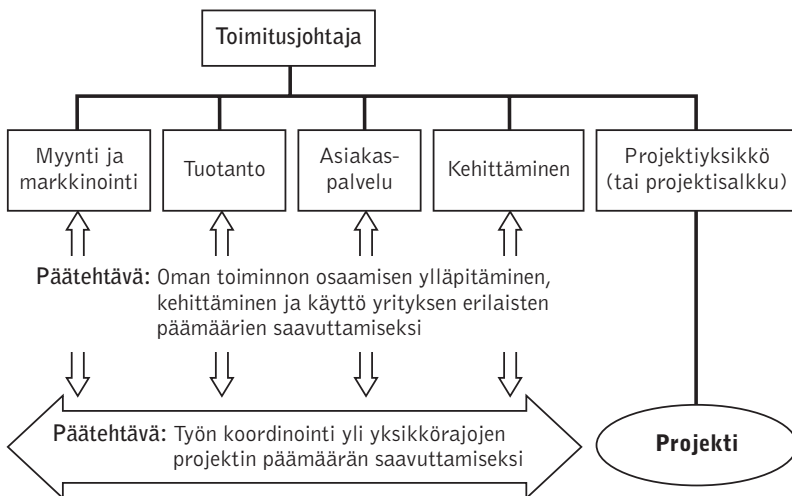 Toimitusjohtaja
Myynti ja
markkinointi
Tuotanto
Asiakas-
palvelu
Kehittäminen
Projektiyksikkö
(tai projektisalkku)
Päätehtävä: Oman toiminnon osaamisen ylläpitäminen,
kehittäminen ja käyttö yrityksen erilaisten
päämäärien saavuttamiseksi
Päätehtävä: Työn koordinointi yli yksikkörajojen
projektin päämäärän saavuttamiseksi
Projekti